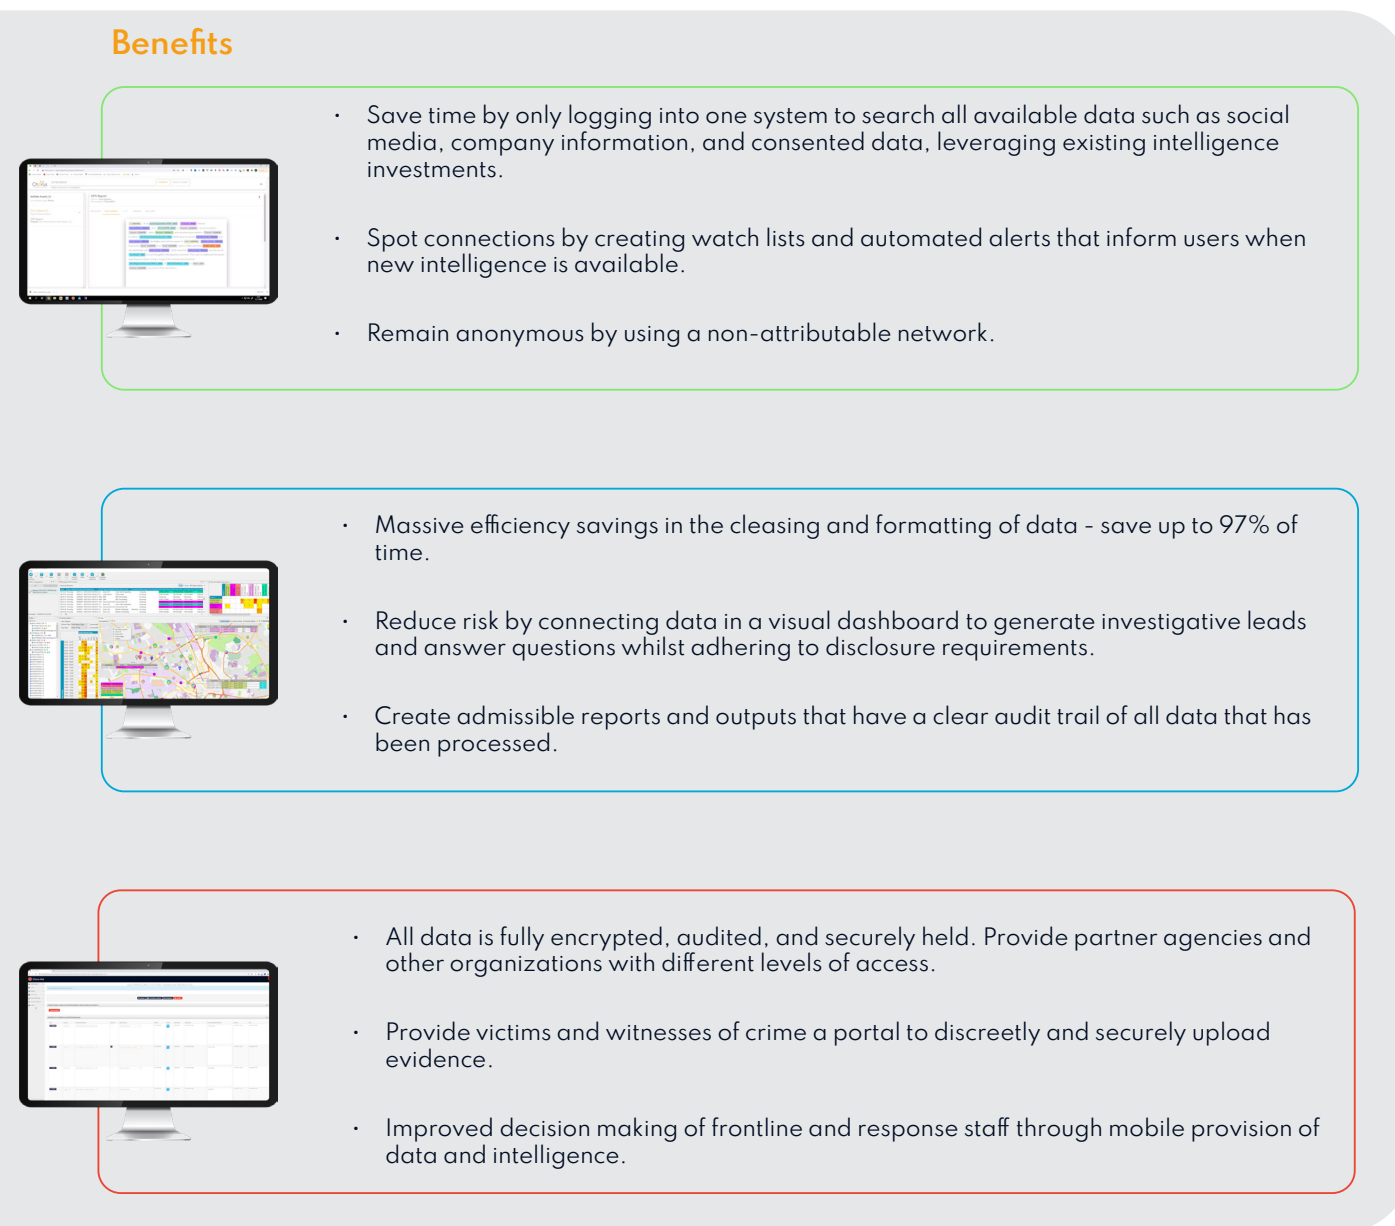 Benefits
• Save time by only logging into one system to search all available data such as social
media, company information, and consented data, leveraging existing intelligence
investments.
• Spot connections by creating watch lists and automated alerts that inform users when
new intelligence is available.
• Remain anonymous by using a non-attributable network.
• Massive efficiency savings in the cleasing and formatting of data - save up to 97% of
time.
• Reduce risk by connecting data in a visual dashboard to generate investigative leads
and answer questions whilst adhering to disclosure requirements.
• Create admissible reports and outputs that have a clear audit trail of all data that has
been processed.
• All data is fully encrypted, audited, and securely held. Provide partner agencies and
other organizations with different levels of access.
• Provide victims and witnesses of crime a portal to discreetly and securely upload
evidence.
• Improved decision making of frontline and response staff through mobile provision of
data and intelligence.